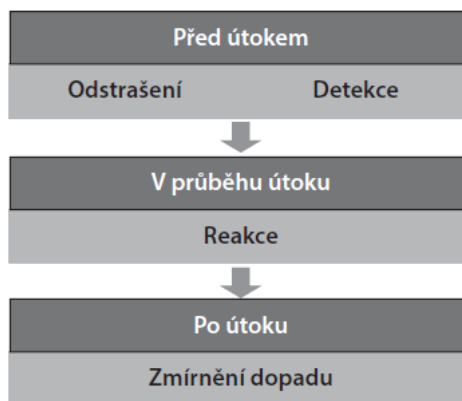 Před útokem
Odstrašení Detekce
V průběhu útoku
Reakce
Po útoku
Zmírnění dopadu